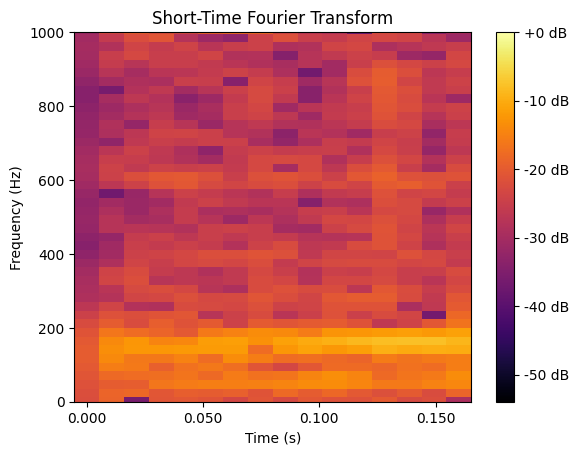 Short-Time Fourier Transform
1000
800
600
400
200
0
Frequency (Hz)
0.000
0.050
0.100
0.150
Time (s)
+0 dB
-10 dB
-20 dB
-30 dB
-40 dB
-50 dB